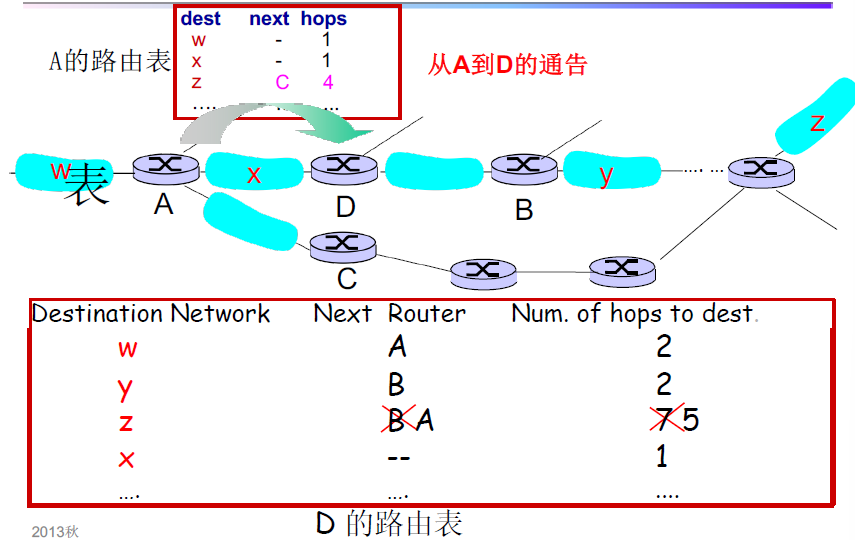 dest next hops
w - 1
x - 1
z C 4
…. … ...
A的路由表
从A到D的通告
z
w
表
x
y
…. …
A
D
B
C
Destination Network Next Router Num. of hops to dest.
w A 2
y B 2
z B A 7 5
x -- 1
…. …. ....
2013秋
D 的路由表